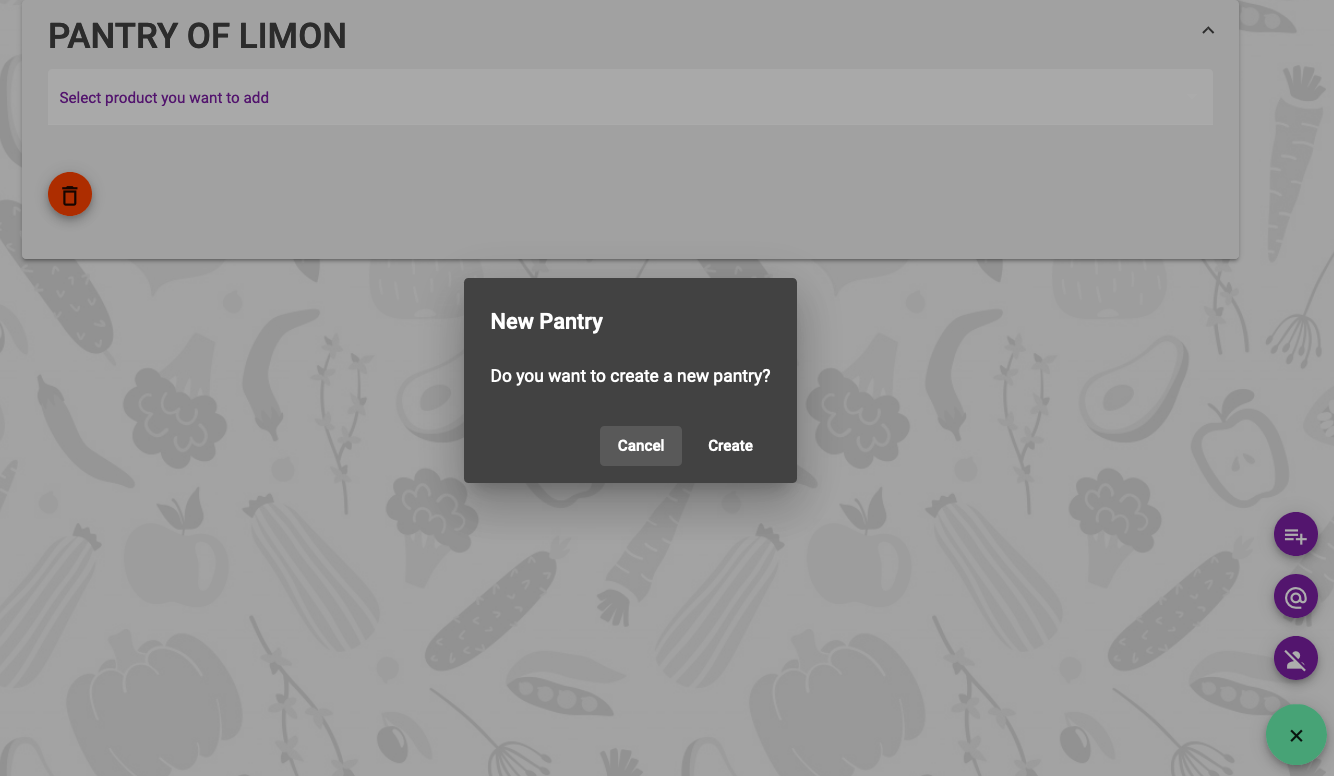 PANTRY OF LIMON
Select product you want to add
New Pantry
Do you want to create a new pantry?
Cancel Create